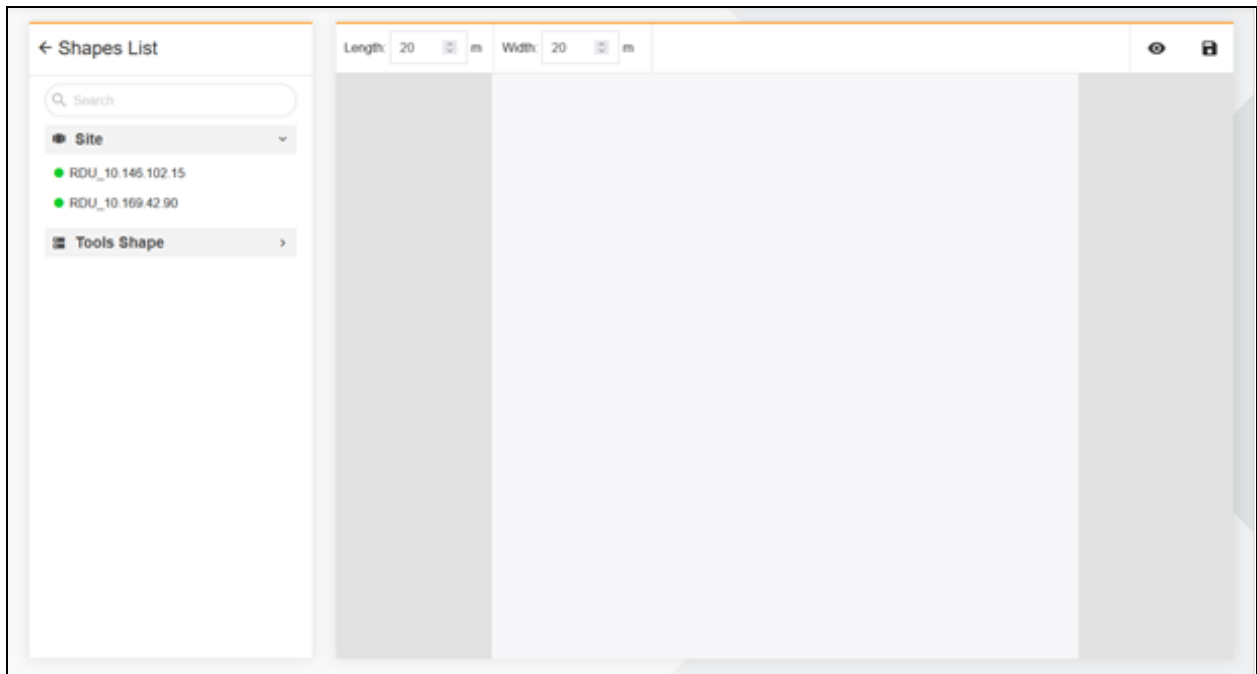 Shapes List
Length: 20 m Width: 20 m
Search
Site
RDU_10.146.102.15
RDU_10.169.42.90
Tools Shape